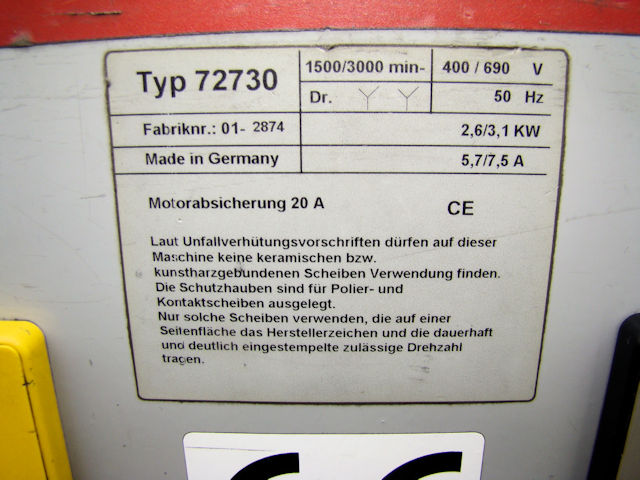 Typ 72730
1500/3000 min-
400 / 690 V
Dr.
50 Hz
Fabriknr.: 01- 2874
2,6/3,1 KW
Made in Germany
5,7/7,5 A
Motorabsicherung 20 A
CE
Laut Unfallverhütungsvorschriften dürfen auf dieser
Maschine keine keramischen bzw.
kunstharzgebundenen Scheiben Verwendung finden.
Die Schutzhauben sind für Polier- und
Kontaktscheiben ausgelegt.
Nur solche Scheiben verwenden, die auf einer
Seitenfläche das Herstellerzeichen und die dauerhaft
und deutlich eingestempelte zulässige Drehzahl
tragen.
CE